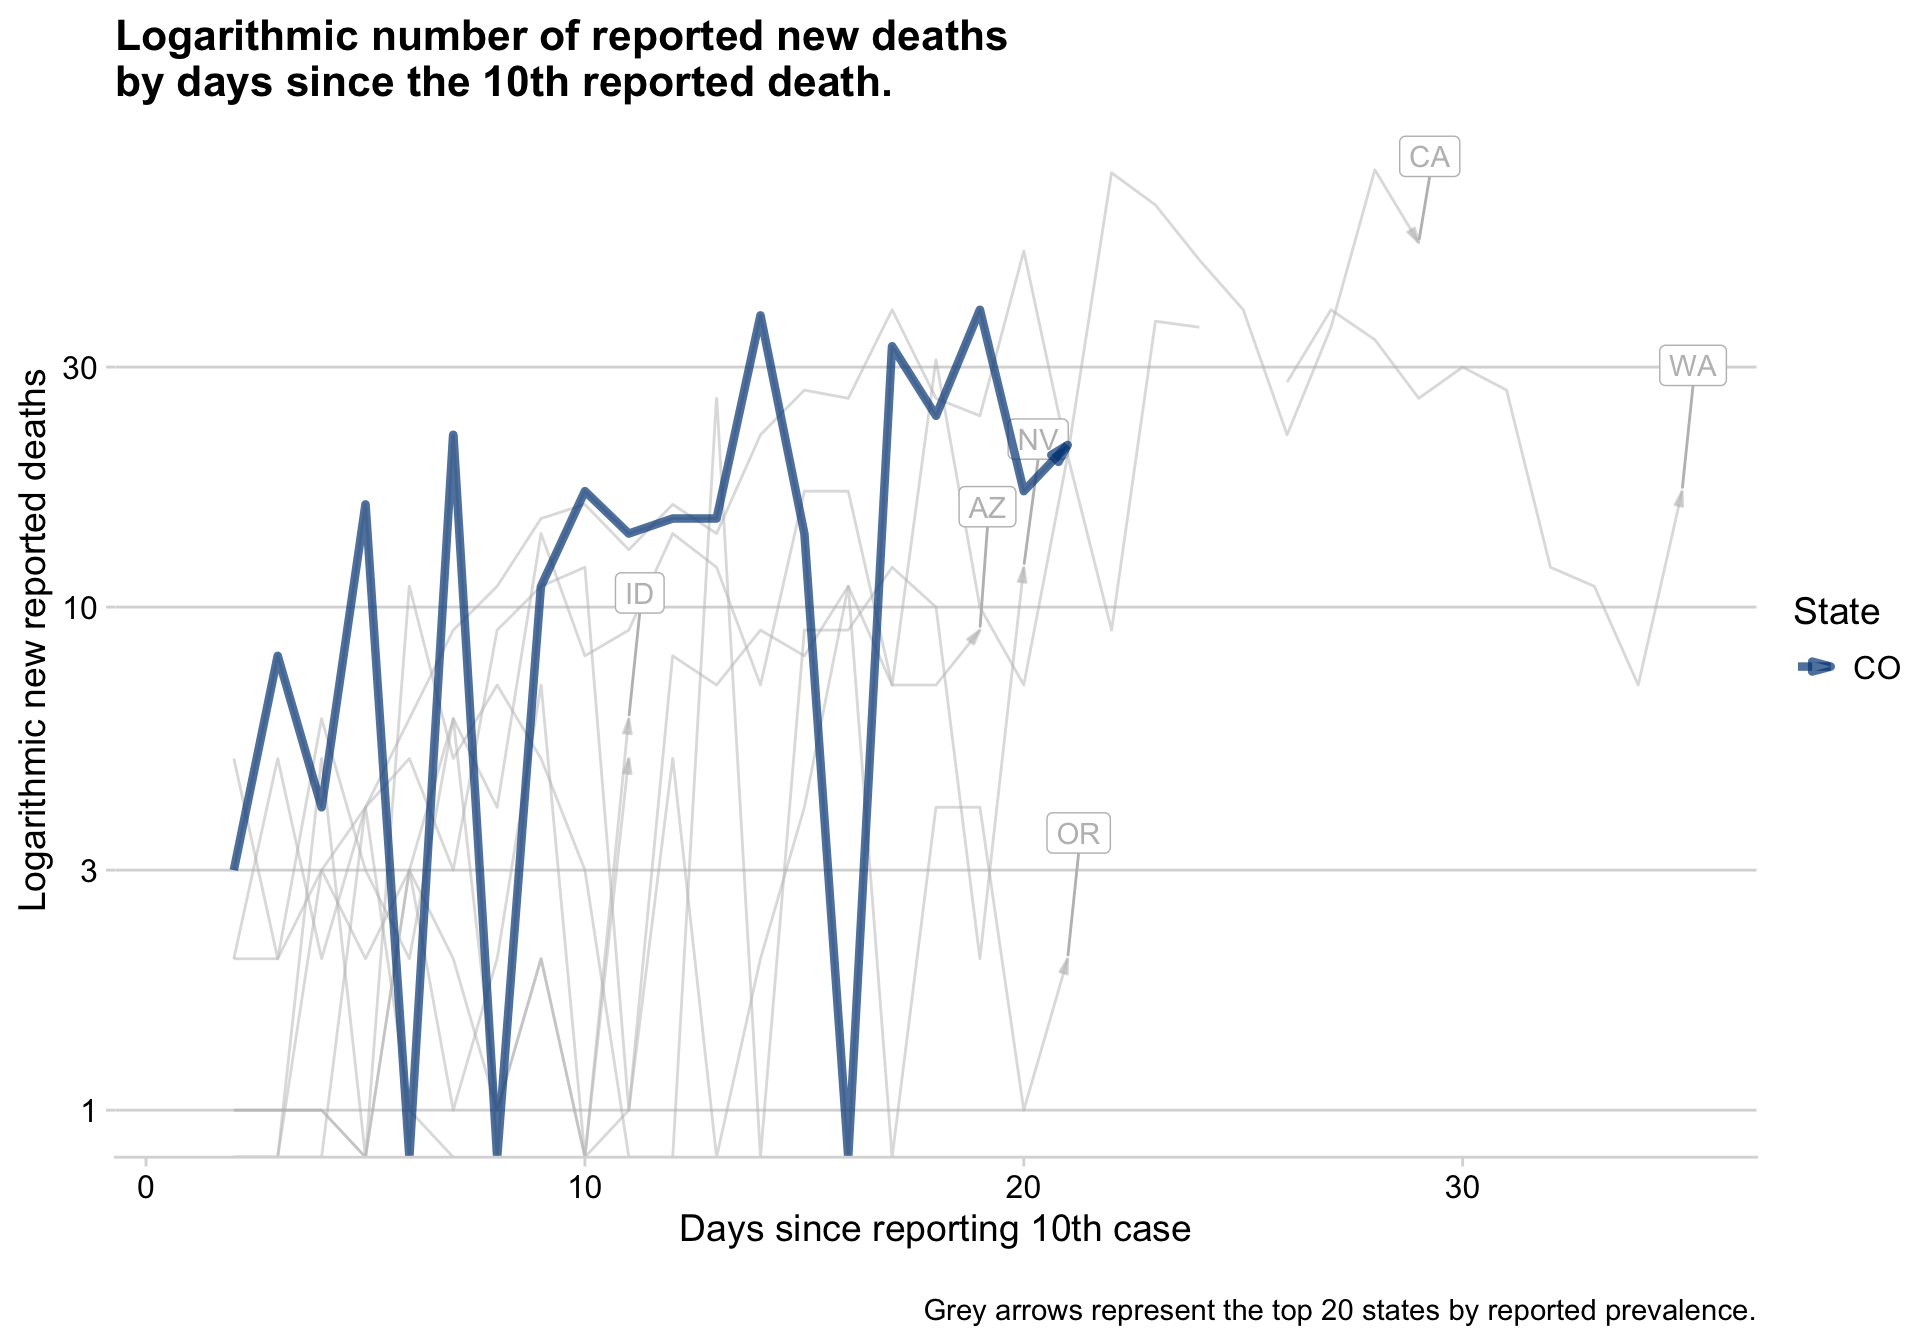 Logarithmic number of reported new deaths
by days since the 10th reported death.
CA
30
WA
NV
AZ
ID
10
OR
3
1
Logarithmic new reported deaths
State
CO
0 10 20 30
Days since reporting 10th case
Grey arrows represent the top 20 states by reported prevalence.